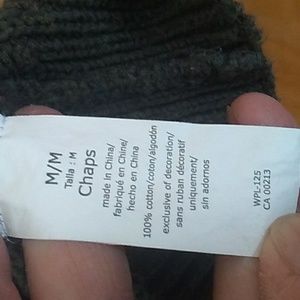 M/M
Talla : M
Chaps
made in China/
fabriqué en Chine/
hecho en China
100% cotton/coton/algodón
exclusive of decoration/
sans ruban décoratif
uniquement/
sin adornos
WPL-125
CA 00213